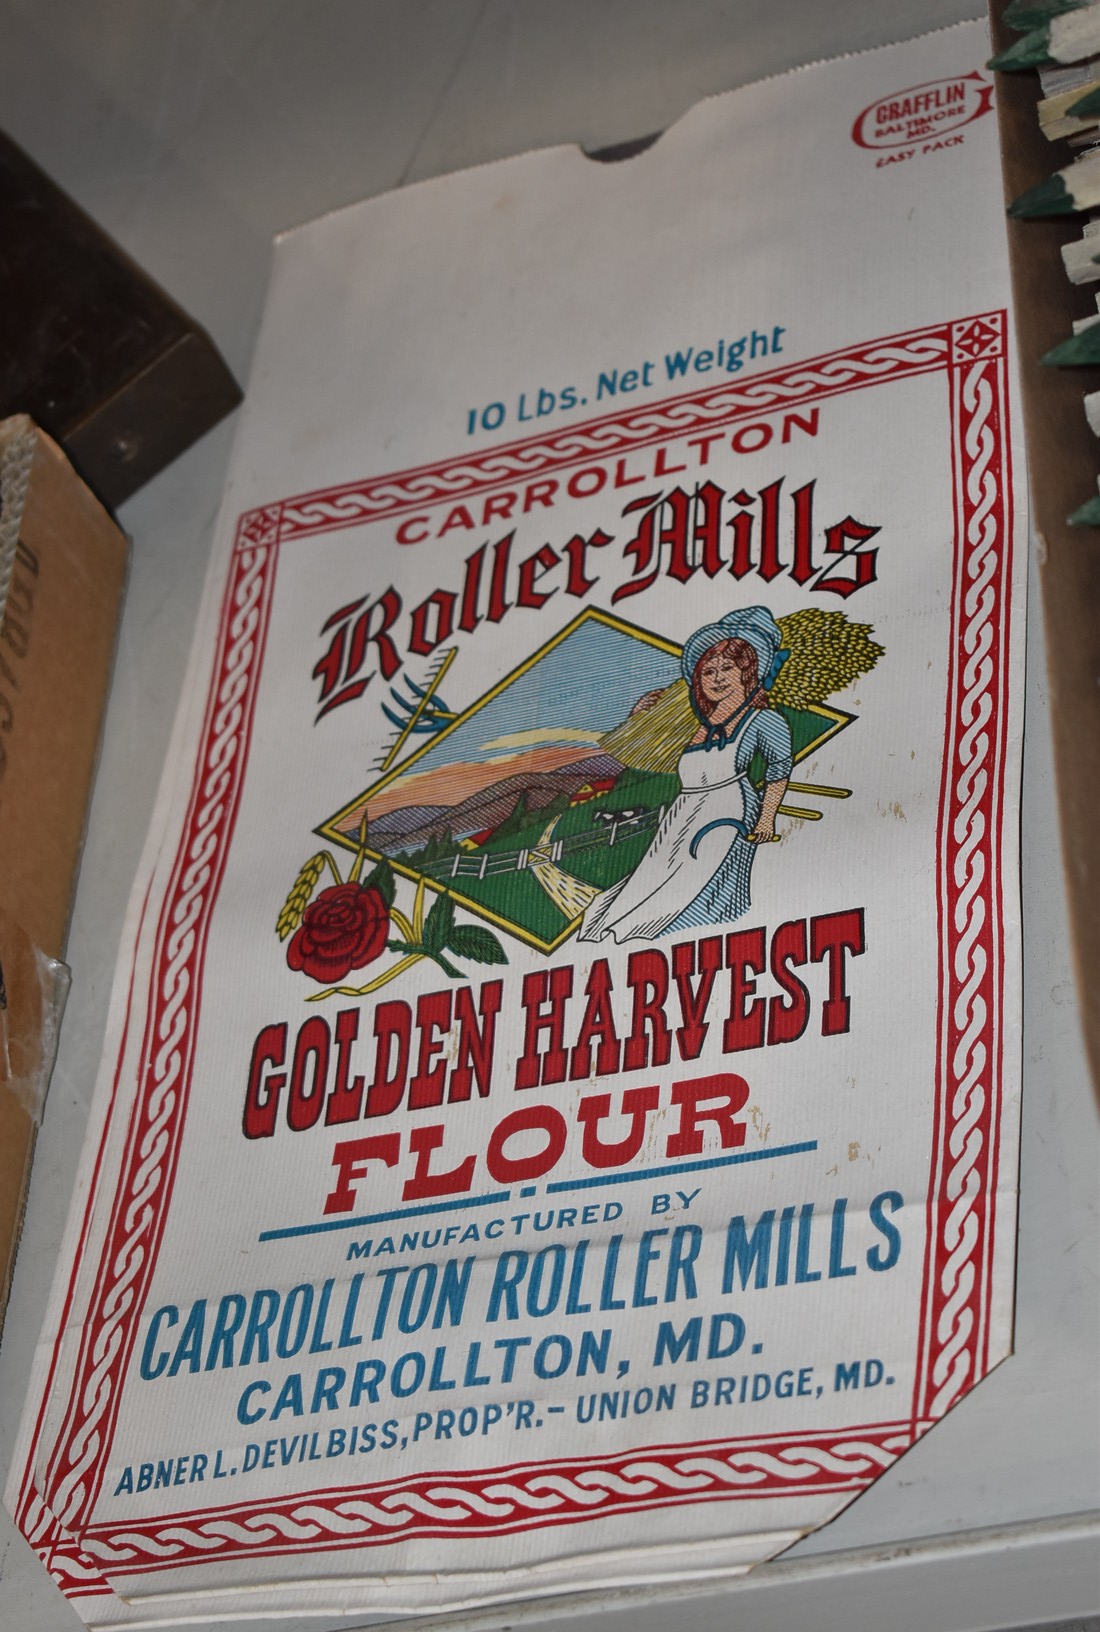 GRAFFLIN
BALTIMORE
MD.
EASY PACK
10 Lbs. Net Weight
CARROLLTON
Roller Mills
GOLDEN HARVEST
FLOUR
MANUFACTURED BY
CARROLLTON ROLLER MILLS
CARROLLTON, MD.
ABNER L. DEVILBISS, PROP'R.– UNION BRIDGE, MD.